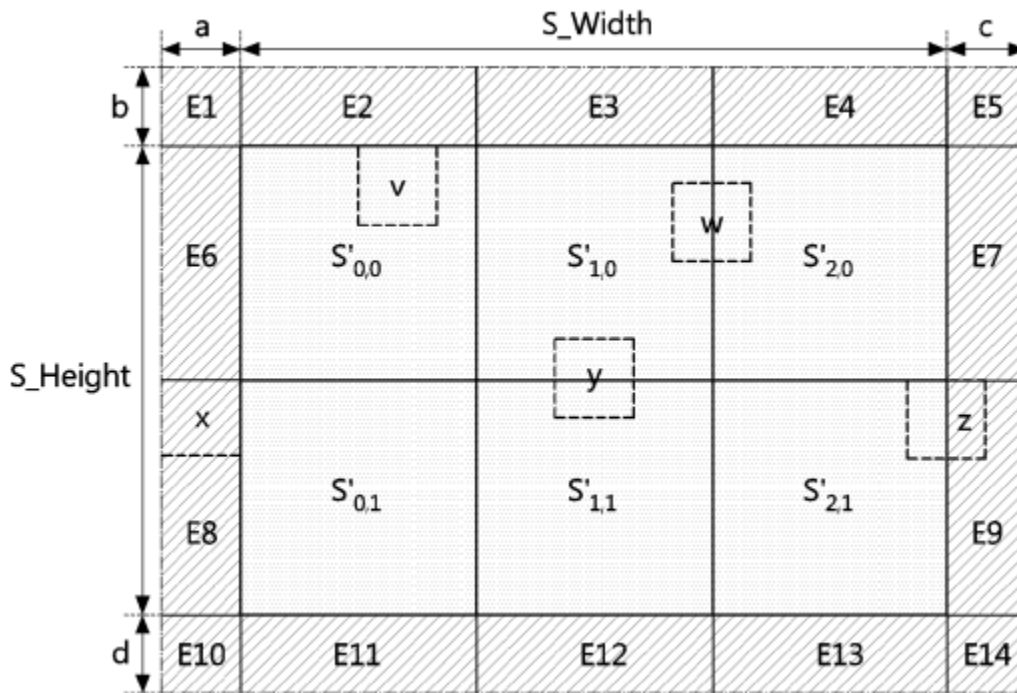 a S_Width c
b E1 E2 E3 E4 E5
v
w
E6 S'0,0 S'1,0 S'2,0 E7
S_Height y
x z
S'0,1 S'1,1 S'2,1
E8 E9
d E10 E11 E12 E13 E14